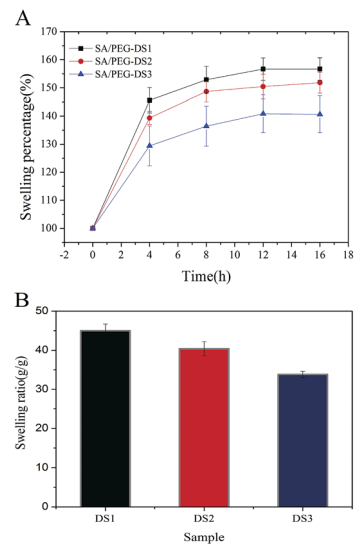 A
SA/PEG-DS1
SA/PEG-DS2
SA/PEG-DS3
Swelling percentage(%)
170
160
150
140
130
120
110
100
-2 0 2 4 6 8 10 12 14 16 18
Time(h)
B
Swelling ratio(g/g)
50
40
30
20
10
0
DS1 DS2 DS3
Sample